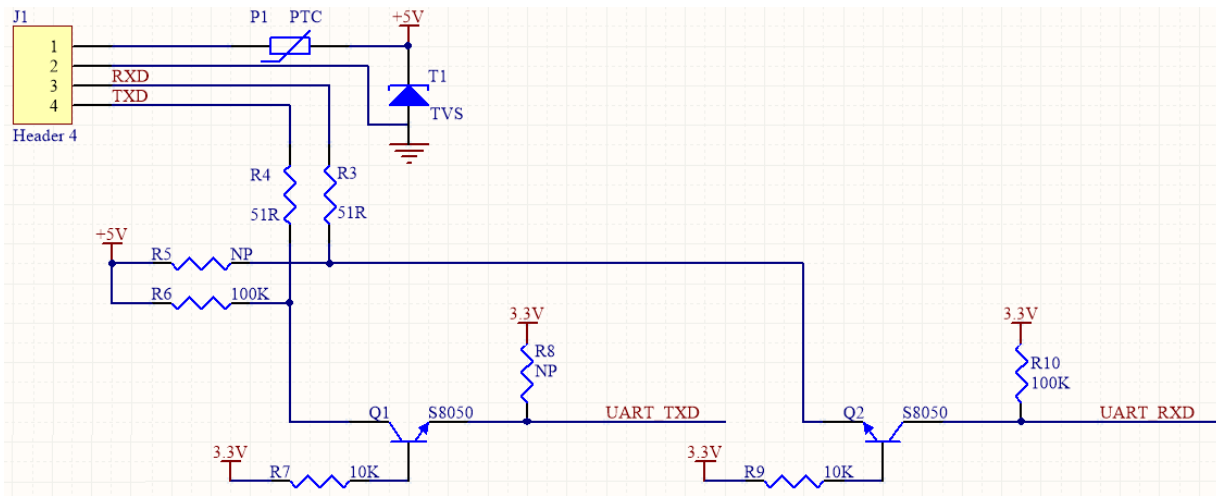 J1
P1 PTC
+5V
1
2
RXD
3
TXD
4
T1
TVS
Header 4
R4
R3
51R
51R
+5V
R5 NP
R6 100K
3.3V
3.3V
R8
NP
R10
100K
Q1 S8050
UART_TXD
Q2 S8050
UART_RXD
3.3V
R7 10K
3.3V
R9 10K